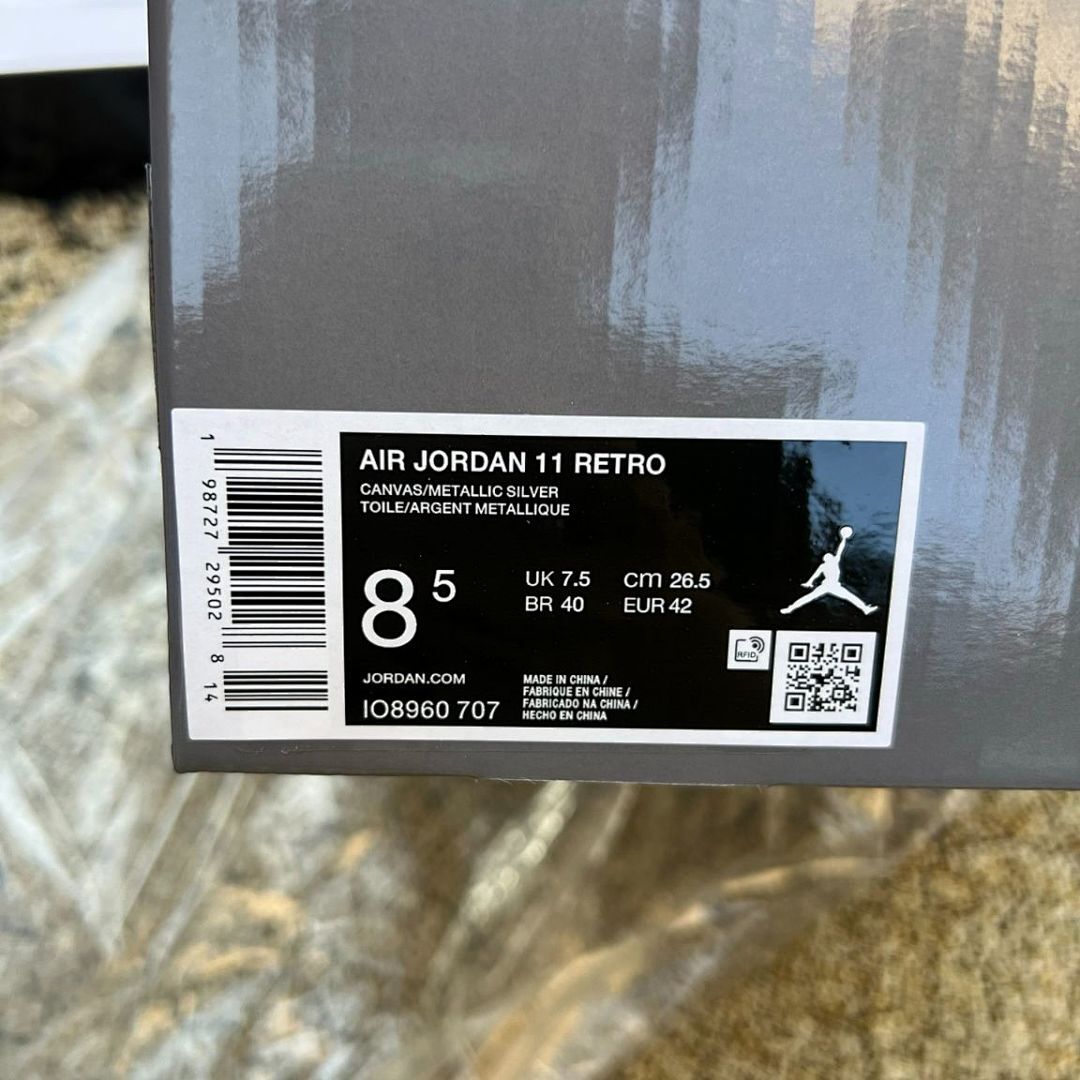 AIR JORDAN 11 RETRO
CANVAS/METALLIC SILVER
TOILE/ARGENT METALLIQUE
8 5
UK 7.5 cm 26.5
BR 40 EUR 42
RFID
JORDAN.COM
IO8960 707
MADE IN CHINA /
FABRIQUE EN CHINE /
FABRICADO NA CHINA /
HECHO EN CHINA
1 98727 29502 8 14